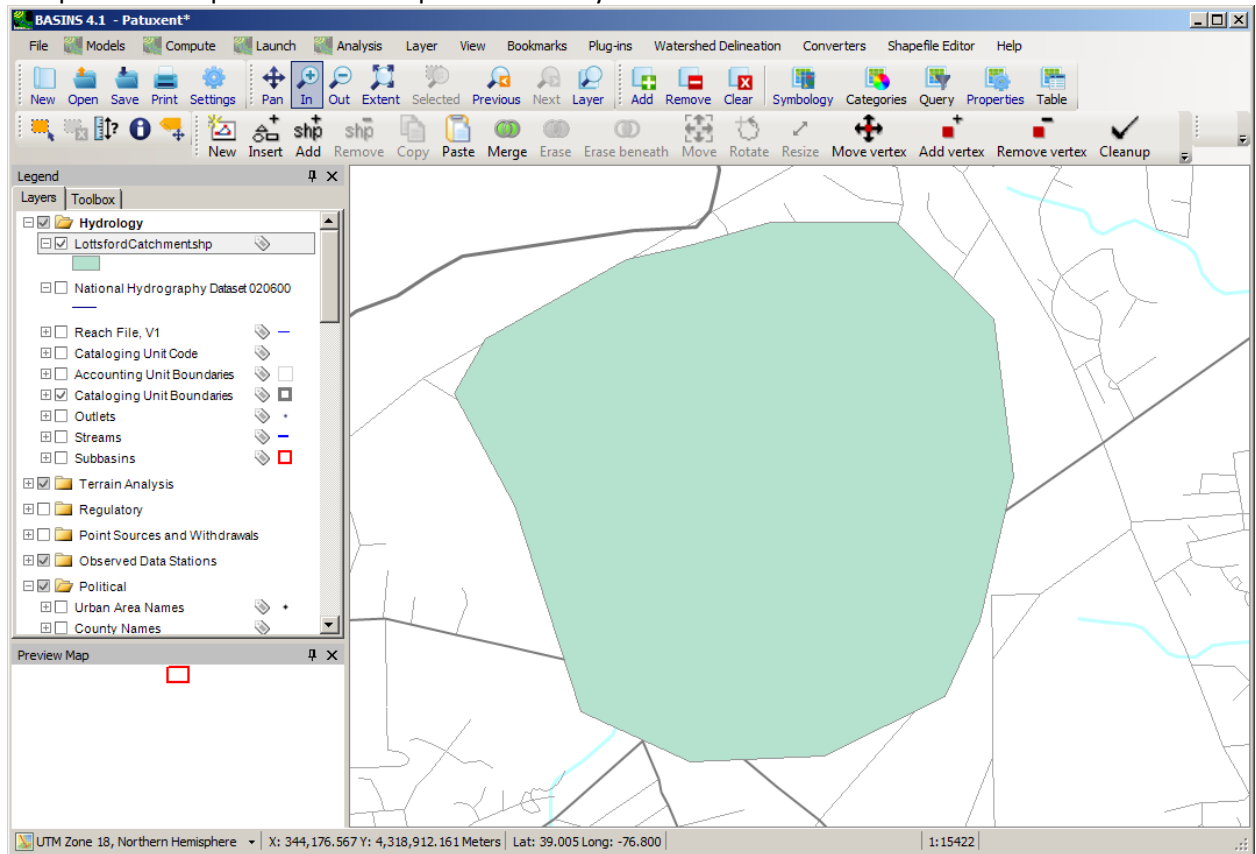 BASINS 4.1 - Patuxent*
File Models Compute Launch Analysis Layer View Bookmarks Plug-ins Watershed Delineation Converters Shapefile Editor Help
New Open Save Print Settings Pan In Out Extent Selected Previous Next Layer Add Remove Clear Symbology Categories Query Properties Table
shp shp
New Insert Add Remove Copy Paste Merge Erase Erase beneath Move Rotate Resize Move vertex Add vertex Remove vertex Cleanup
Legend
Layers Toolbox
Hydrology
LottsfordCatchment.shp
National Hydrography Dataset 020600
Reach File, V1
Cataloging Unit Code
Accounting Unit Boundaries
Cataloging Unit Boundaries
Outlets
Streams
Subbasins
Terrain Analysis
Regulatory
Point Sources and Withdrawals
Observed Data Stations
Political
Urban Area Names
County Names
Preview Map
UTM Zone 18, Northern Hemisphere X: 344,176.567 Y: 4,318,912.161 Meters Lat: 39.005 Long: -76.800 1:15422